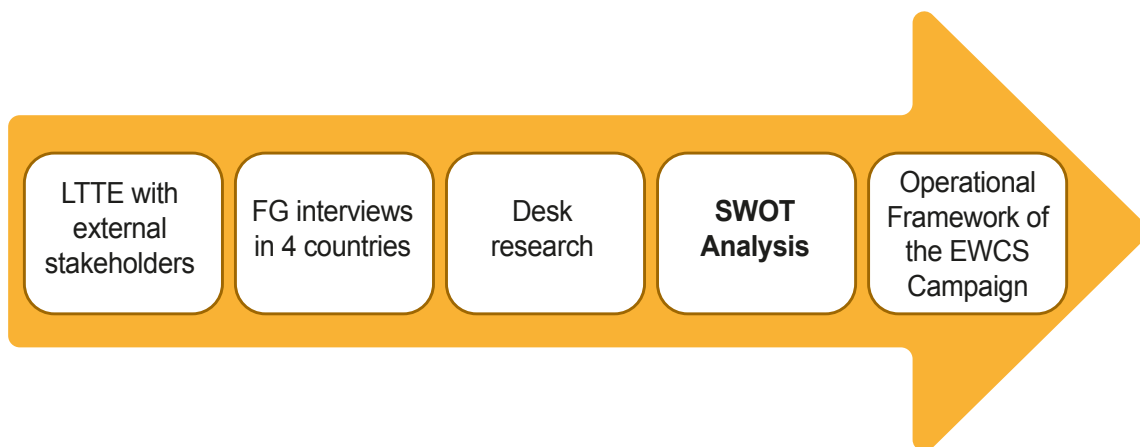 LTTE with
external
stakeholders
FG interviews
in 4 countries
Desk
research
SWOT
Analysis
Operational
Framework of
the EWCS
Campaign